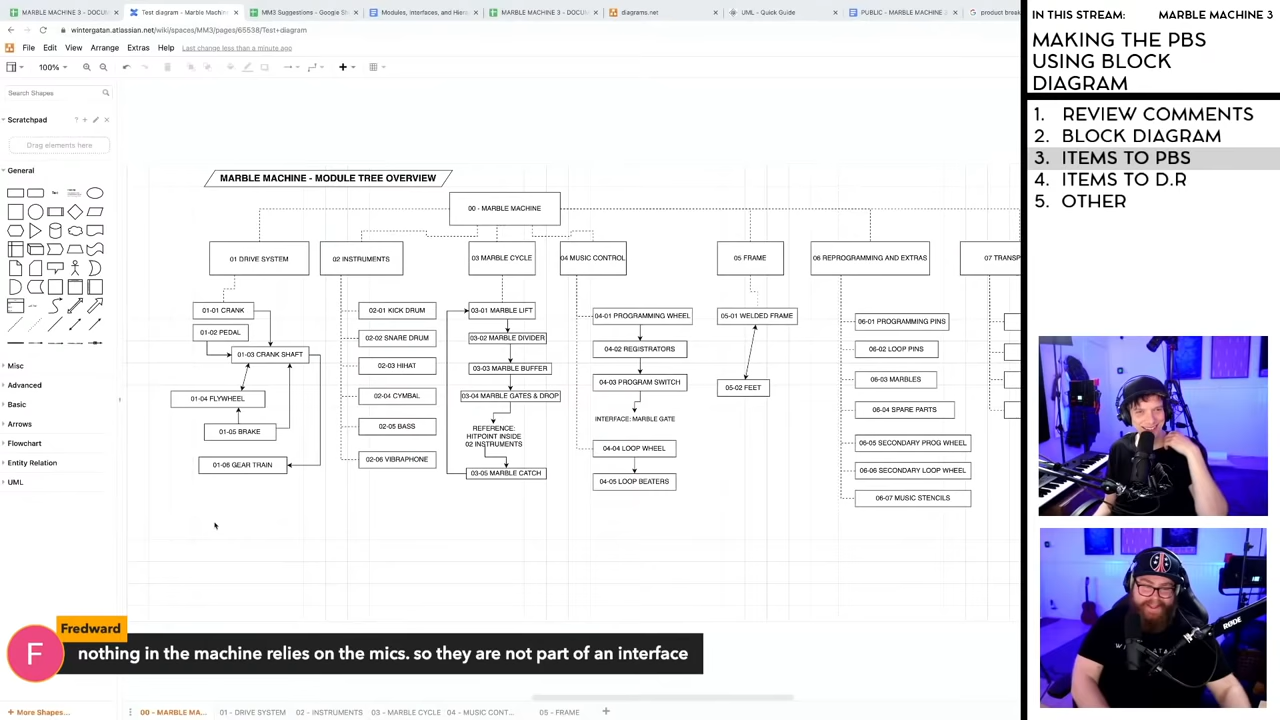 MARBLE MACHINE 3 - DOCU
Test diagram - Marble Machin
MM3 Suggestions - Google Sh
Modules, Interfaces, and Hier
MARBLE MACHINE 3 - DOCU
diagrams.net
UML - Quick Guide
PUBLIC - MARBLE MACHINE
product break
wintergatan.atlassian.net/wiki/spaces/MM3/pages/65538/Test+diagram
File Edit View Arrange Extras Help Last change less than a minute ago
100%
Search Shapes
Scratchpad
Drag elements here
General
Misc
Advanced
Basic
Arrows
Flowchart
Entity Relation
UML
+ More Shapes...
MARBLE MACHINE - MODULE TREE OVERVIEW
00 - MARBLE MACHINE
01 DRIVE SYSTEM
02 INSTRUMENTS
03 MARBLE CYCLE
04 MUSIC CONTROL
05 FRAME
06 REPROGRAMMING AND EXTRAS
07 TRANSP
01-01 CRANK
01-02 PEDAL
01-03 CRANK SHAFT
01-04 FLYWHEEL
01-05 BRAKE
01-06 GEAR TRAIN
02-01 KICK DRUM
02-02 SNARE DRUM
02-03 HIHAT
02-04 CYMBAL
02-05 BASS
02-06 VIBRAPHONE
03-01 MARBLE LIFT
03-02 MARBLE DIVIDER
03-03 MARBLE BUFFER
03-04 MARBLE GATES & DROP
REFERENCE:
HITPOINT INSIDE
02 INSTRUMENTS
03-05 MARBLE CATCH
04-01 PROGRAMMING WHEEL
04-02 REGISTRATORS
04-03 PROGRAM SWITCH
INTERFACE: MARBLE GATE
04-04 LOOP WHEEL
04-05 LOOP BEATERS
05-01 WELDED FRAME
05-02 FEET
06-01 PROGRAMMING PINS
06-02 LOOP PINS
06-03 MARBLES
06-04 SPARE PARTS
06-05 SECONDARY PROG WHEEL
06-06 SECONDARY LOOP WHEEL
06-07 MUSIC STENCILS
Fredward
F
nothing in the machine relies on the mics. so they are not part of an interface
00 - MARBLE MA...
01 - DRIVE SYSTEM
02 - INSTRUMENTS
03 - MARBLE CYCLE
04 - MUSIC CONT...
05 - FRAME
IN THIS STREAM: MARBLE MACHINE 3
MAKING THE PBS
USING BLOCK
DIAGRAM
1. REVIEW COMMENTS
2. BLOCK DIAGRAM
3. ITEMS TO PBS
4. ITEMS TO D.R
5. OTHER
RØDE